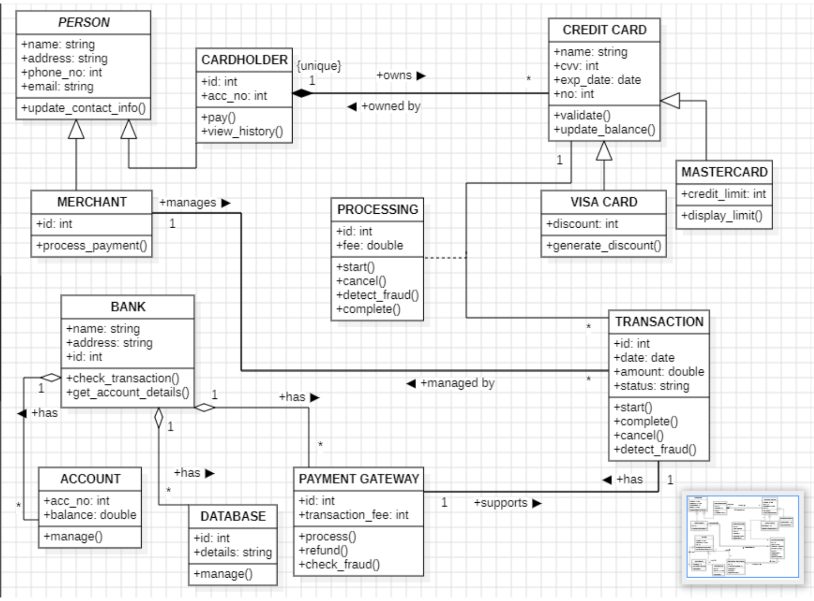 PERSON
+name: string
+address: string
+phone_no: int
+email: string
+update_contact_info()
CARDHOLDER
+id: int
+acc_no: int
+pay()
+view_history()
{unique}
1
+owns ▶
*
◀ +owned by
CREDIT CARD
+name: string
+cvv: int
+exp_date: date
+no: int
+validate()
+update_balance()
1
MASTERCARD
+credit_limit: int
+display_limit()
MERCHANT
+id: int
+process_payment()
+manages ▶
1
PROCESSING
+id: int
+fee: double
+start()
+cancel()
+detect_fraud()
+complete()
VISA CARD
+discount: int
+generate_discount()
BANK
+name: string
+address: string
+id: int
+check_transaction()
+get_account_details()
*
TRANSACTION
+id: int
+date: date
+amount: double
+status: string
+start()
+complete()
+cancel()
+detect_fraud()
◀ +managed by
*
1
◀ +has
1
+has ▶
*
1
+has ▶
*
*
ACCOUNT
+acc_no: int
+balance: double
+manage()
DATABASE
+id: int
+details: string
+manage()
PAYMENT GATEWAY
+id: int
+transaction_fee: int
+process()
+refund()
+check_fraud()
1
+supports ▶
◀ +has
1